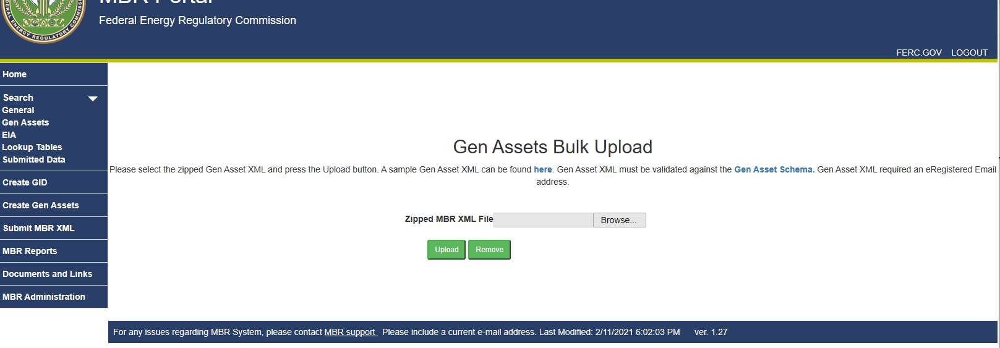 MBR Portal
Federal Energy Regulatory Commission
FERC.GOV LOGOUT
Home
Search
General
Gen Assets
EIA
Lookup Tables
Submitted Data
Create GID
Create Gen Assets
Submit MBR XML
MBR Reports
Documents and Links
MBR Administration
Gen Assets Bulk Upload
Please select the zipped Gen Asset XML and press the Upload button. A sample Gen Asset XML can be found here. Gen Asset XML must be validated against the Gen Asset Schema. Gen Asset XML required an eRegistered Email
address.
Zipped MBR XML File Browse...
Upload Remove
For any issues regarding MBR System, please contact MBR support Please include a current e-mail address. Last Modified: 2/11/2021 6:02:03 PM ver. 1.27